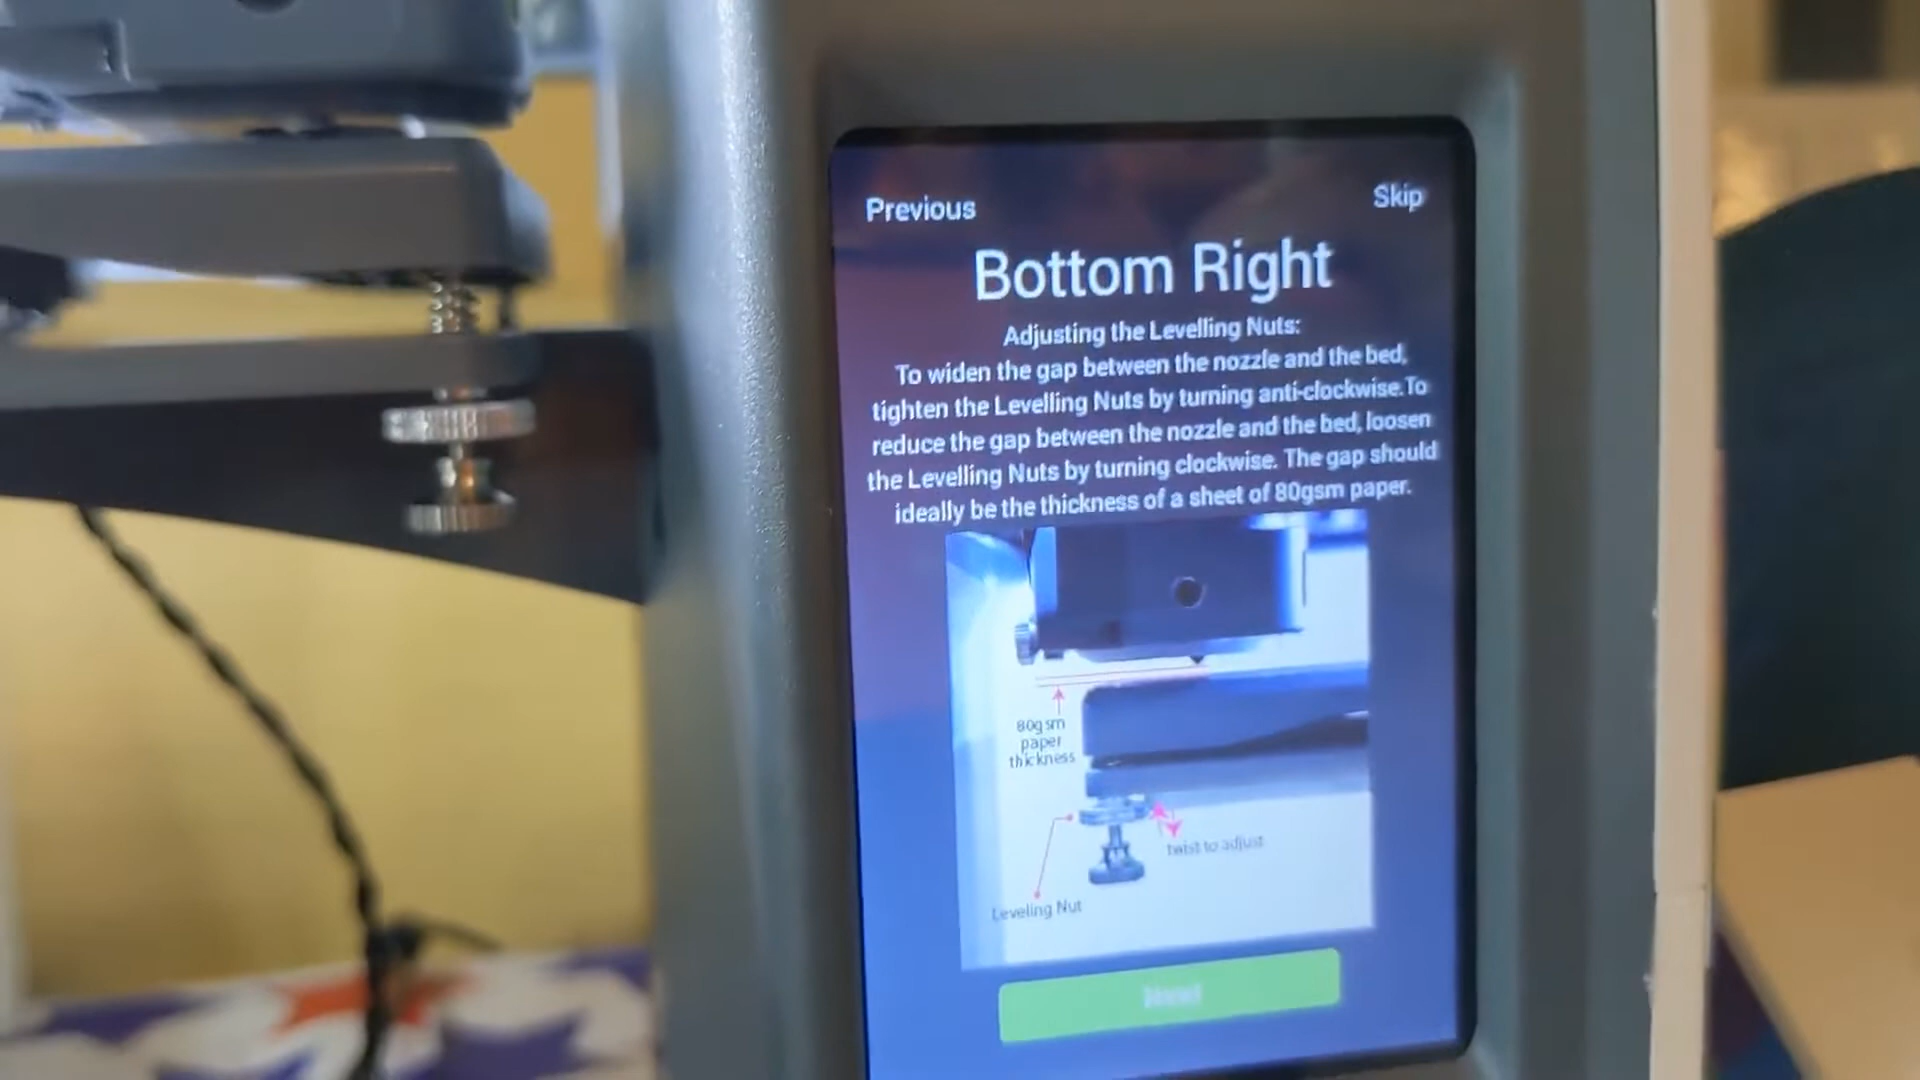 Previous
Skip
Bottom Right
Adjusting the Levelling Nuts:
To widen the gap between the nozzle and the bed,
tighten the Levelling Nuts by turning anti-clockwise.To
reduce the gap between the nozzle and the bed, loosen
the Levelling Nuts by turning clockwise. The gap should
ideally be the thickness of a sheet of 80gsm paper.
80gsm
paper
thickness
twist to adjust
Leveling Nut